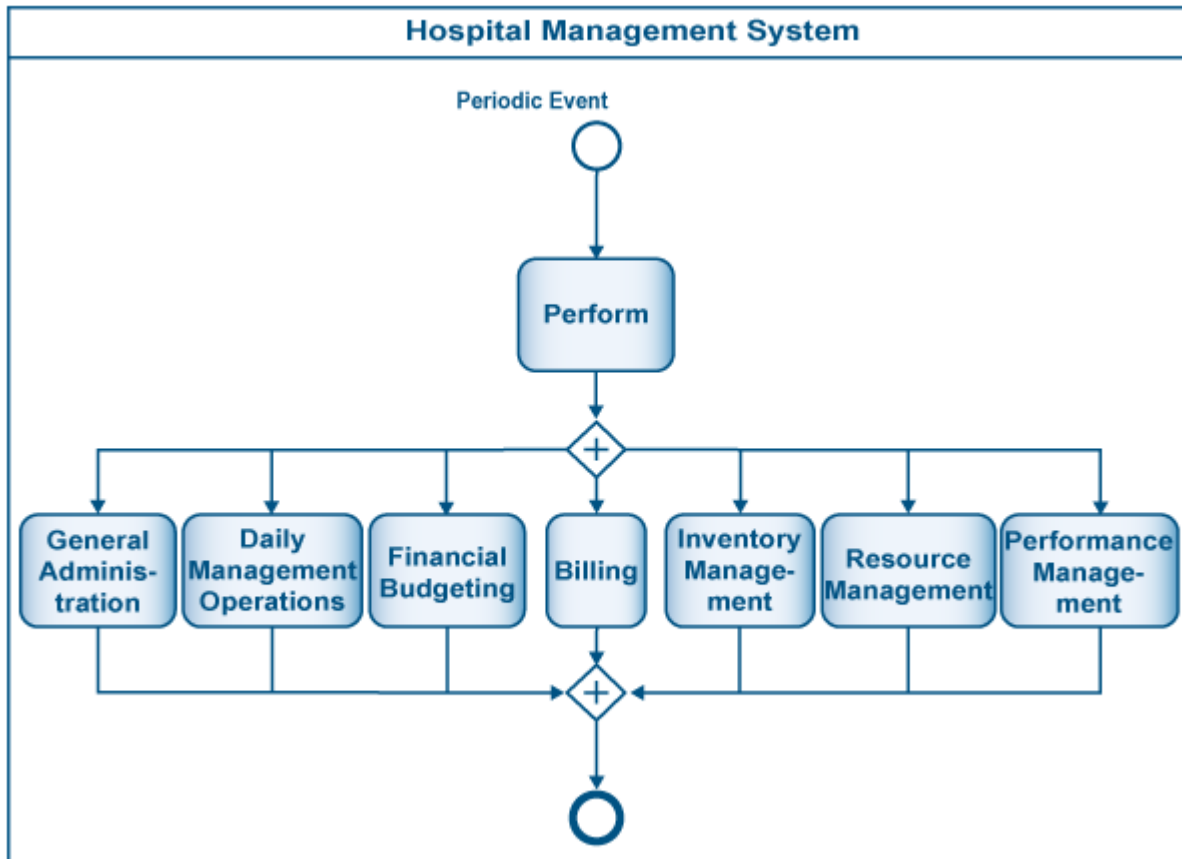 Hospital Management System
Periodic Event
Perform
General
Adminis-
tration
Daily
Management
Operations
Financial
Budgeting
Billing
Inventory
Manage-
ment
Resource
Management
Performance
Manage-
ment